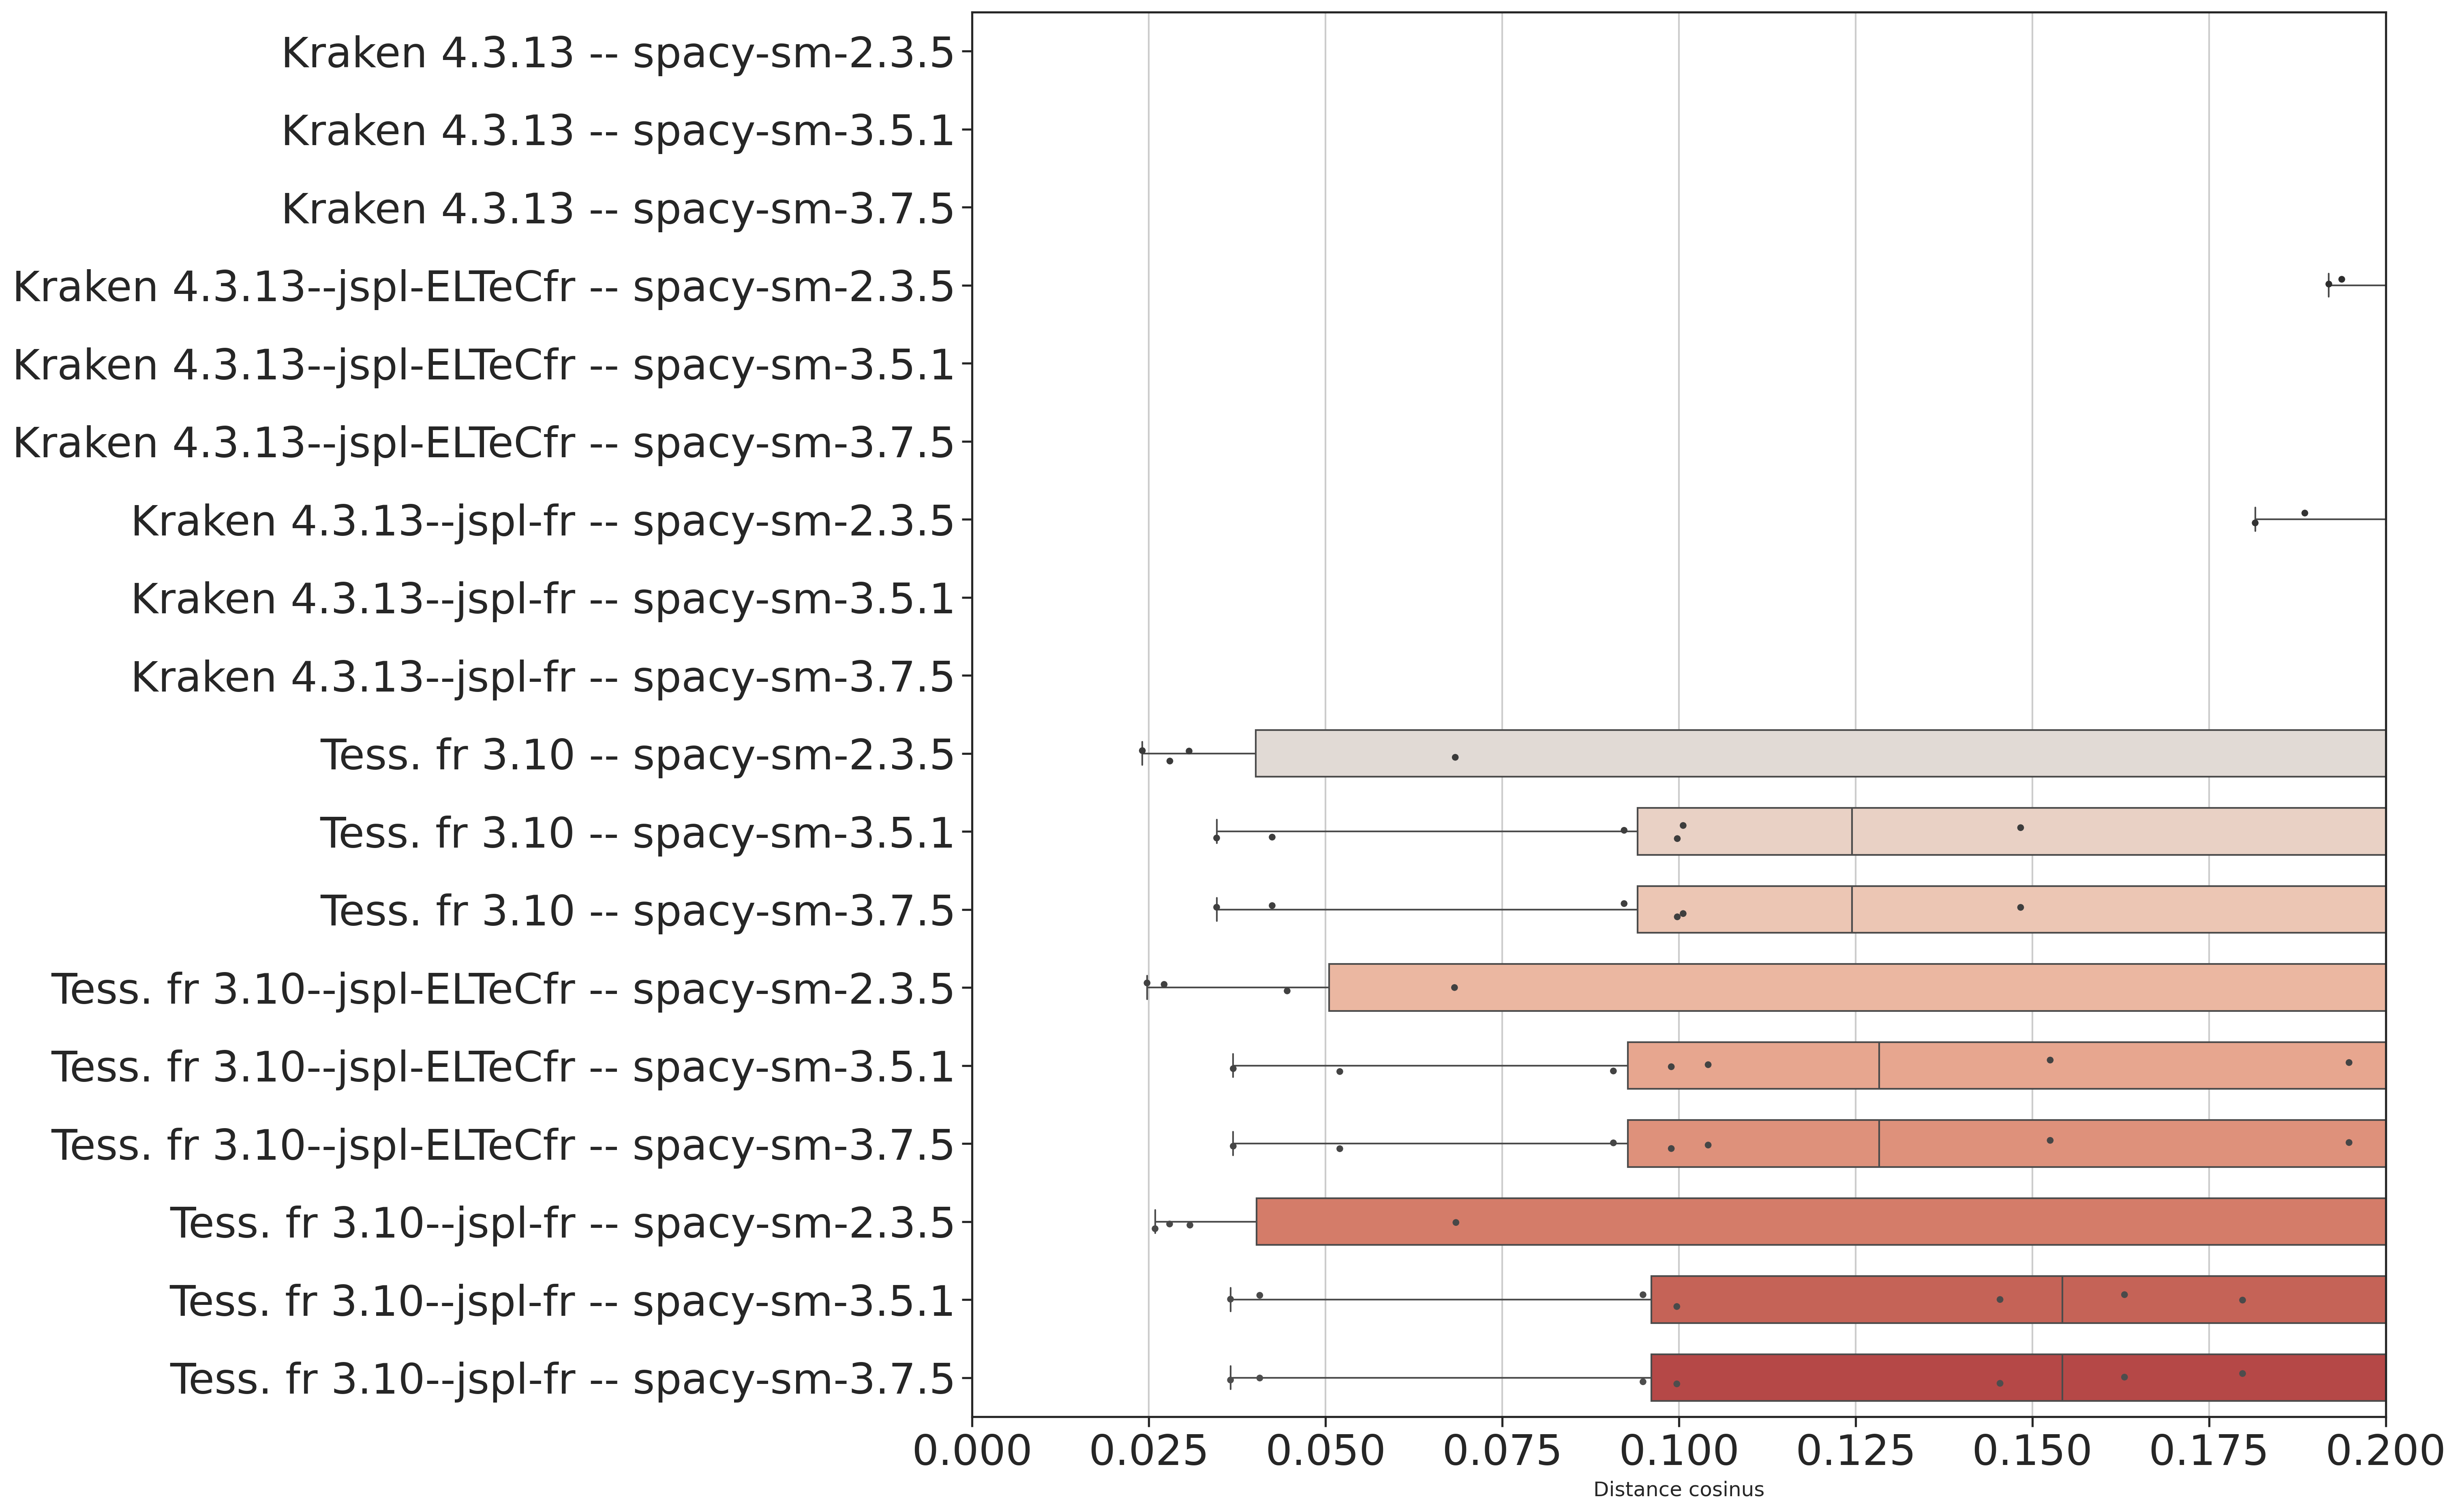 Kraken 4.3.13 -- spacy-sm-2.3.5
Kraken 4.3.13 -- spacy-sm-3.5.1
Kraken 4.3.13 -- spacy-sm-3.7.5
Kraken 4.3.13--jspl-ELTeCfr -- spacy-sm-2.3.5
Kraken 4.3.13--jspl-ELTeCfr -- spacy-sm-3.5.1
Kraken 4.3.13--jspl-ELTeCfr -- spacy-sm-3.7.5
Kraken 4.3.13--jspl-fr -- spacy-sm-2.3.5
Kraken 4.3.13--jspl-fr -- spacy-sm-3.5.1
Kraken 4.3.13--jspl-fr -- spacy-sm-3.7.5
Tess. fr 3.10 -- spacy-sm-2.3.5
Tess. fr 3.10 -- spacy-sm-3.5.1
Tess. fr 3.10 -- spacy-sm-3.7.5
Tess. fr 3.10--jspl-ELTeCfr -- spacy-sm-2.3.5
Tess. fr 3.10--jspl-ELTeCfr -- spacy-sm-3.5.1
Tess. fr 3.10--jspl-ELTeCfr -- spacy-sm-3.7.5
Tess. fr 3.10--jspl-fr -- spacy-sm-2.3.5
Tess. fr 3.10--jspl-fr -- spacy-sm-3.5.1
Tess. fr 3.10--jspl-fr -- spacy-sm-3.7.5
0.000 0.025 0.050 0.075 0.100 0.125 0.150 0.175 0.200
Distance cosinus